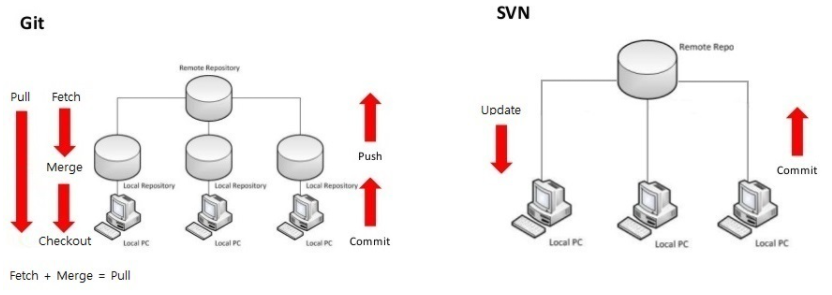 Git
Remote Repository
Pull
Fetch
Merge
Push
Local Repository
Local Repository
Local Repository
Checkout
Local PC
Local PC
Local PC
Commit
Fetch + Merge = Pull
SVN
Remote Repo
Update
Commit
Local PC
Local PC
Local PC